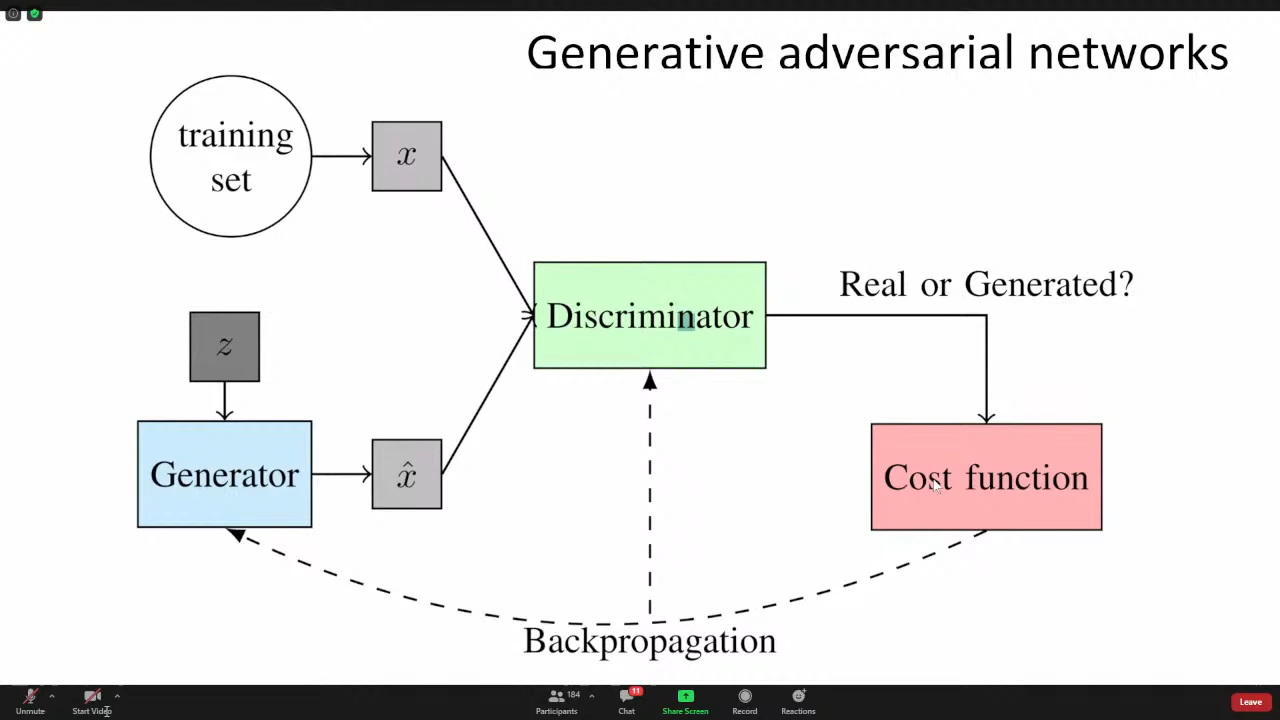 Generative adversarial networks
training
set
x
Discriminator
Real or Generated?
z
Generator
x̂
Cost function
Backpropagation
Unmute
Start Video
184
Participants
11
Chat
Share Screen
Record
Reactions
Leave